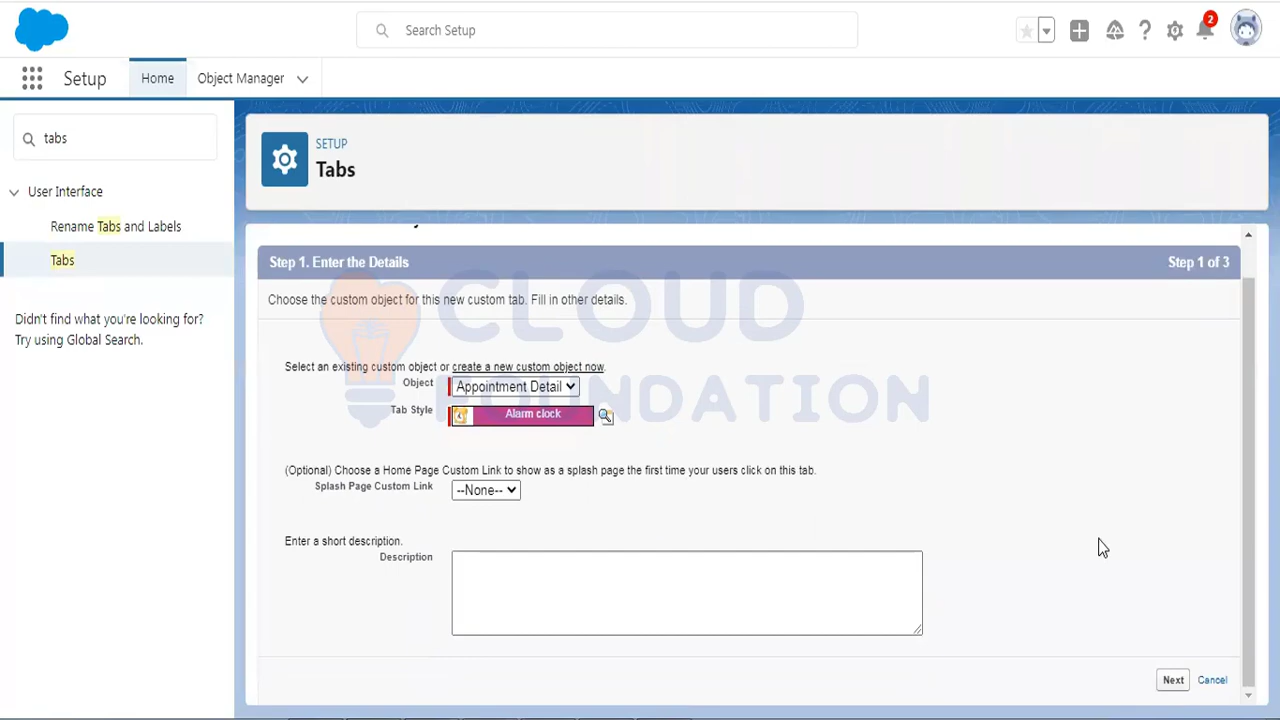 Search Setup
2
Setup
Home
Object Manager
tabs
User Interface
Rename Tabs and Labels
Tabs
Didn't find what you're looking for?
Try using Global Search.
SETUP
Tabs
Step 1. Enter the Details
Step 1 of 3
Choose the custom object for this new custom tab. Fill in other details.
CLOUD
FOUNDATION
Select an existing custom object or create a new custom object now.
Object
Appointment Detail
Tab Style
Alarm clock
(Optional) Choose a Home Page Custom Link to show as a splash page the first time your users click on this tab.
Splash Page Custom Link
--None--
Enter a short description.
Description
Next
Cancel